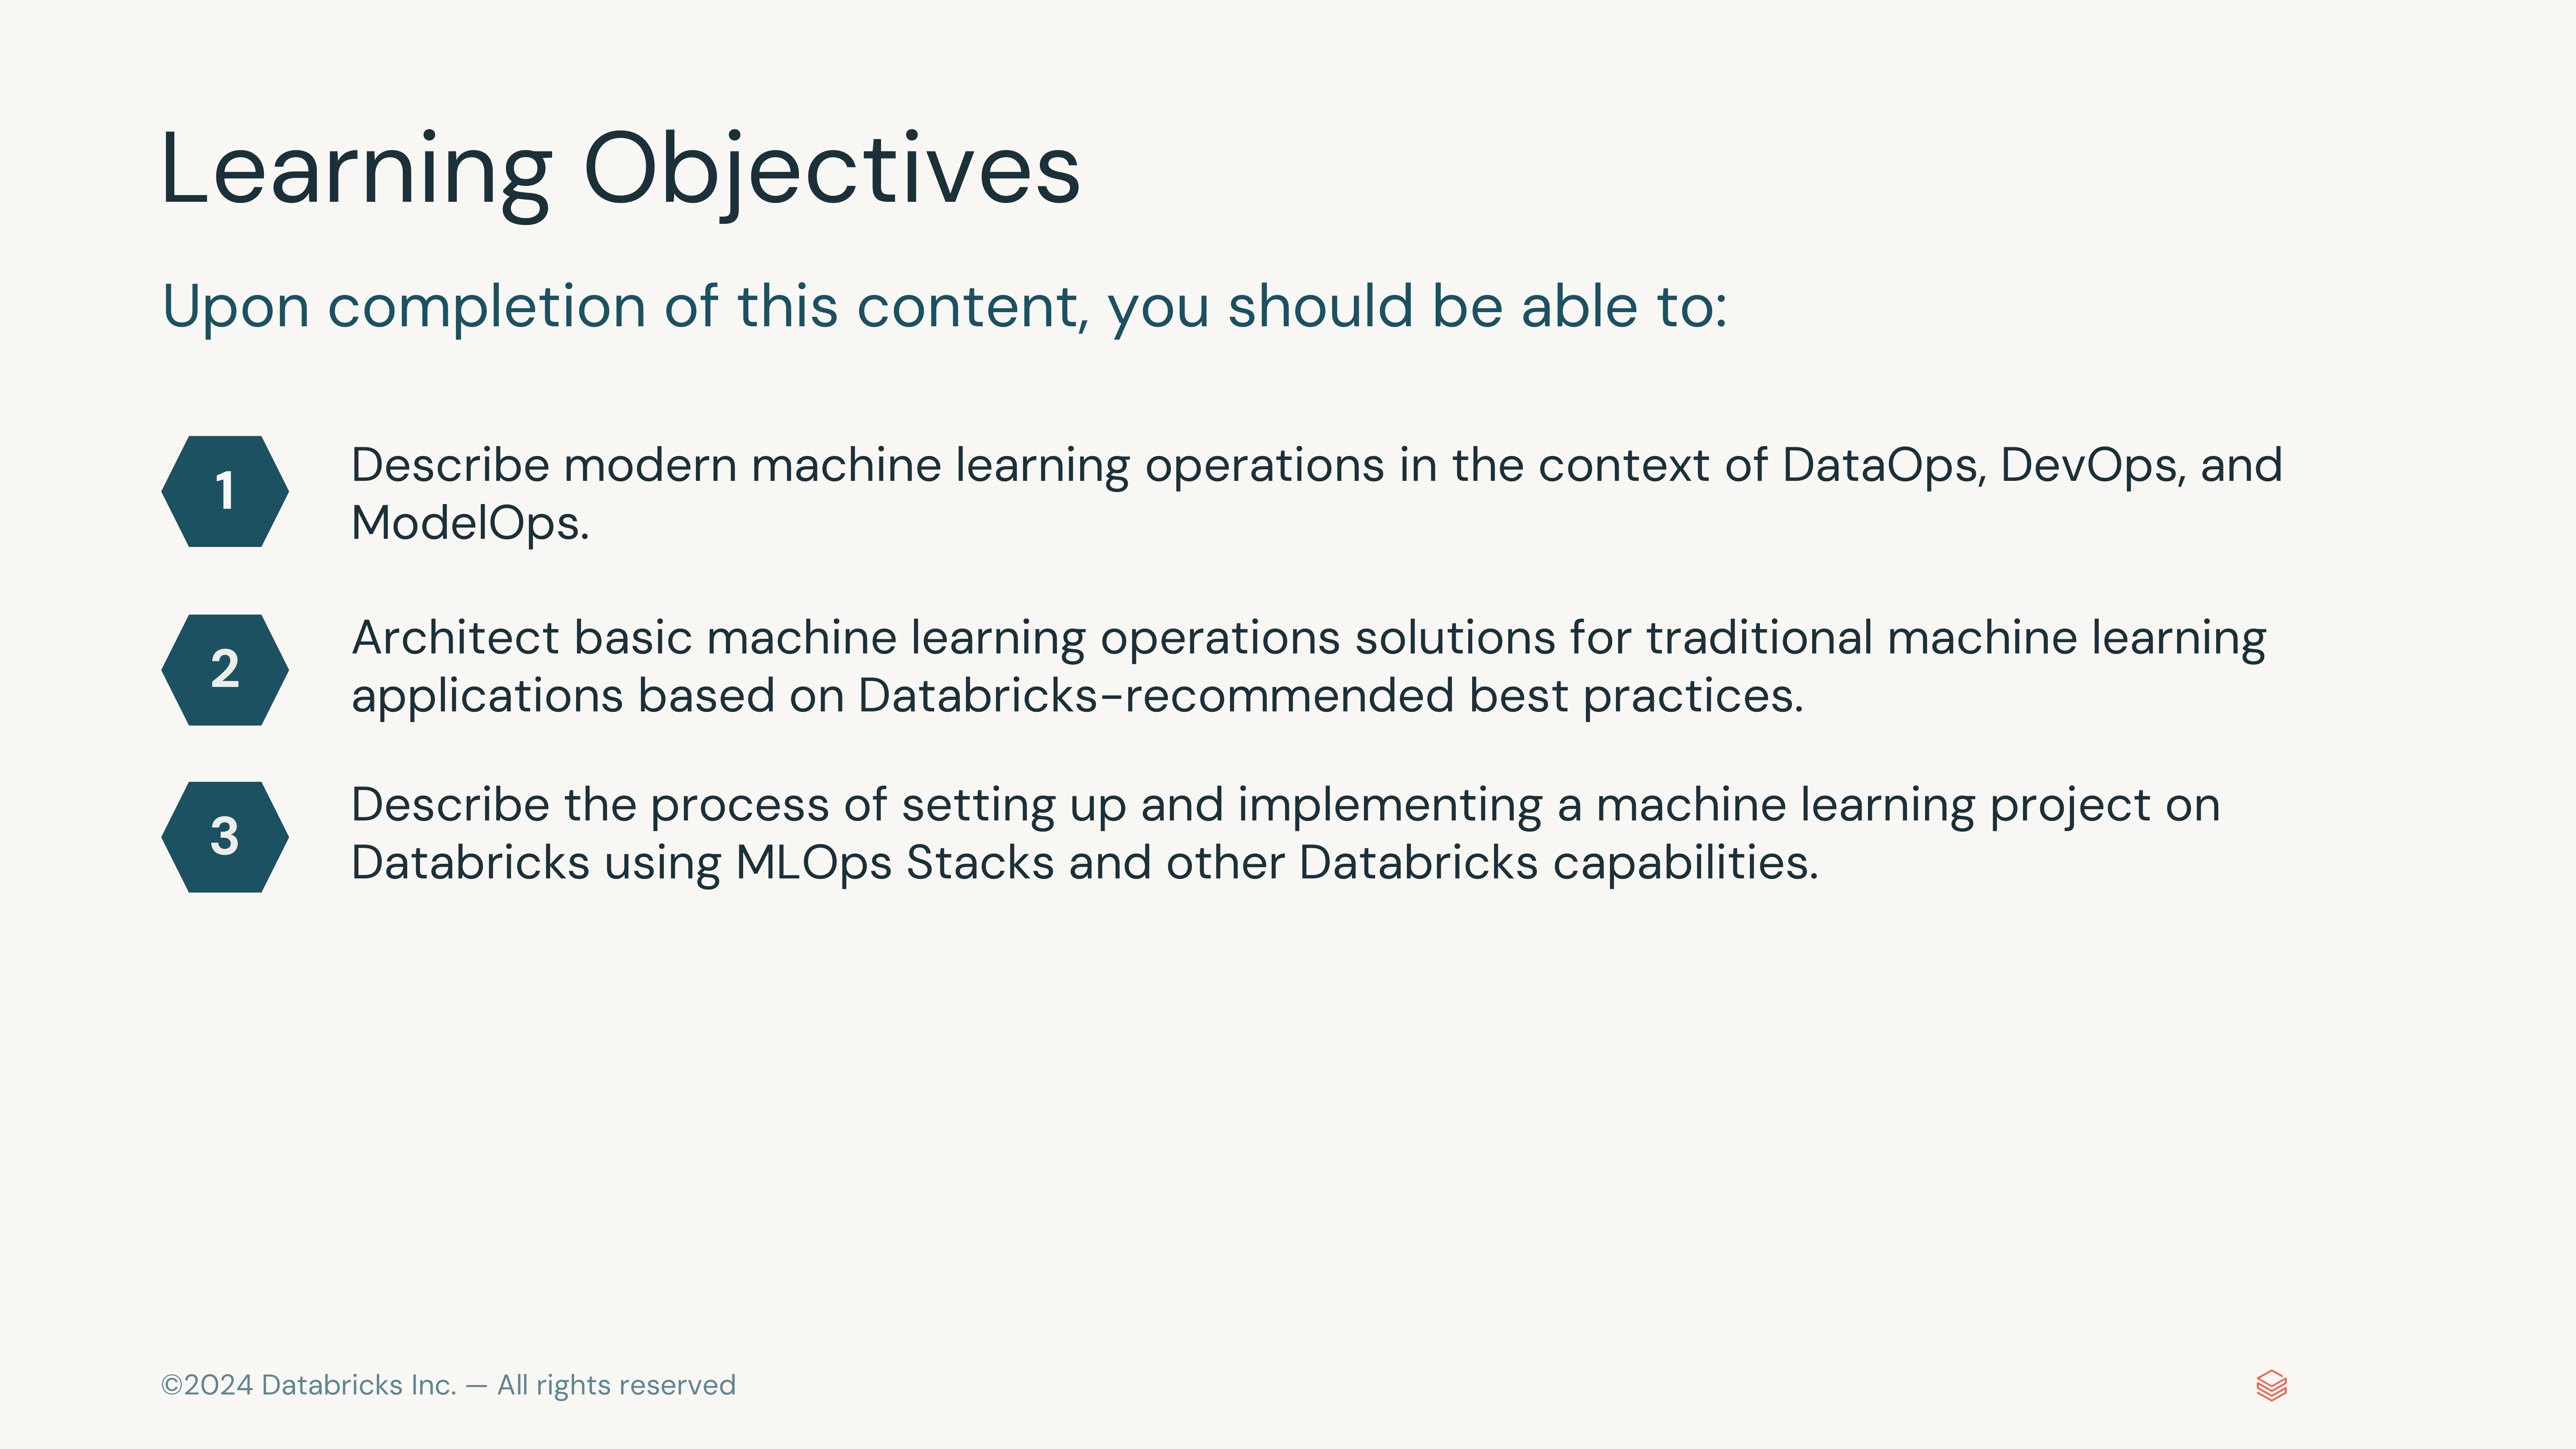 Learning Objectives
Upon completion of this content, you should be able to:
1
Describe modern machine learning operations in the context of DataOps, DevOps, and
ModelOps.
2
Architect basic machine learning operations solutions for traditional machine learning
applications based on Databricks-recommended best practices.
3
Describe the process of setting up and implementing a machine learning project on
Databricks using MLOps Stacks and other Databricks capabilities.
©2024 Databricks Inc. — All rights reserved